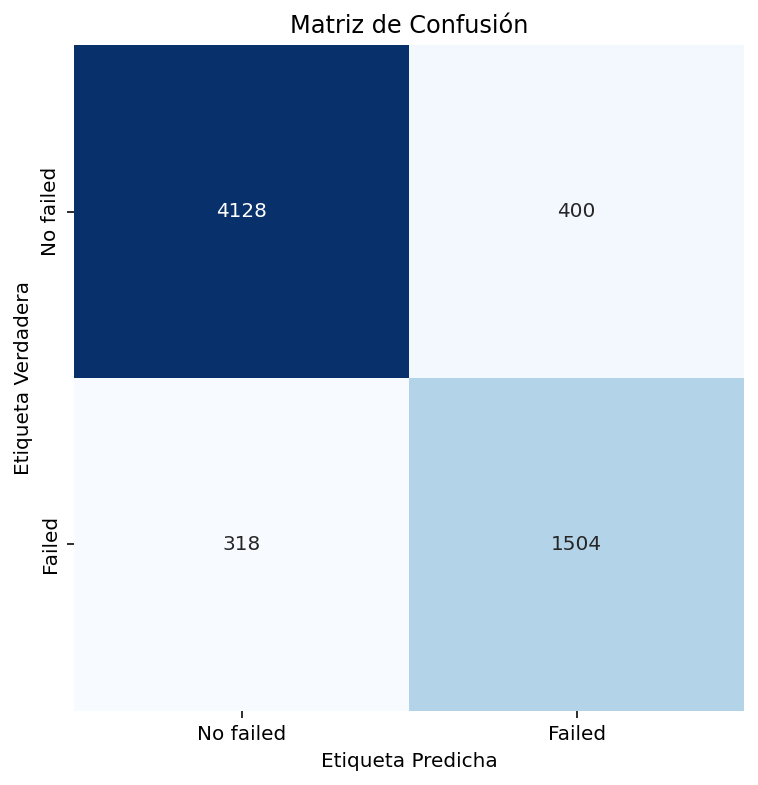 Matriz de Confusión
Etiqueta Verdadera
No failed
4128
400
Failed
318
1504
No failed
Failed
Etiqueta Predicha